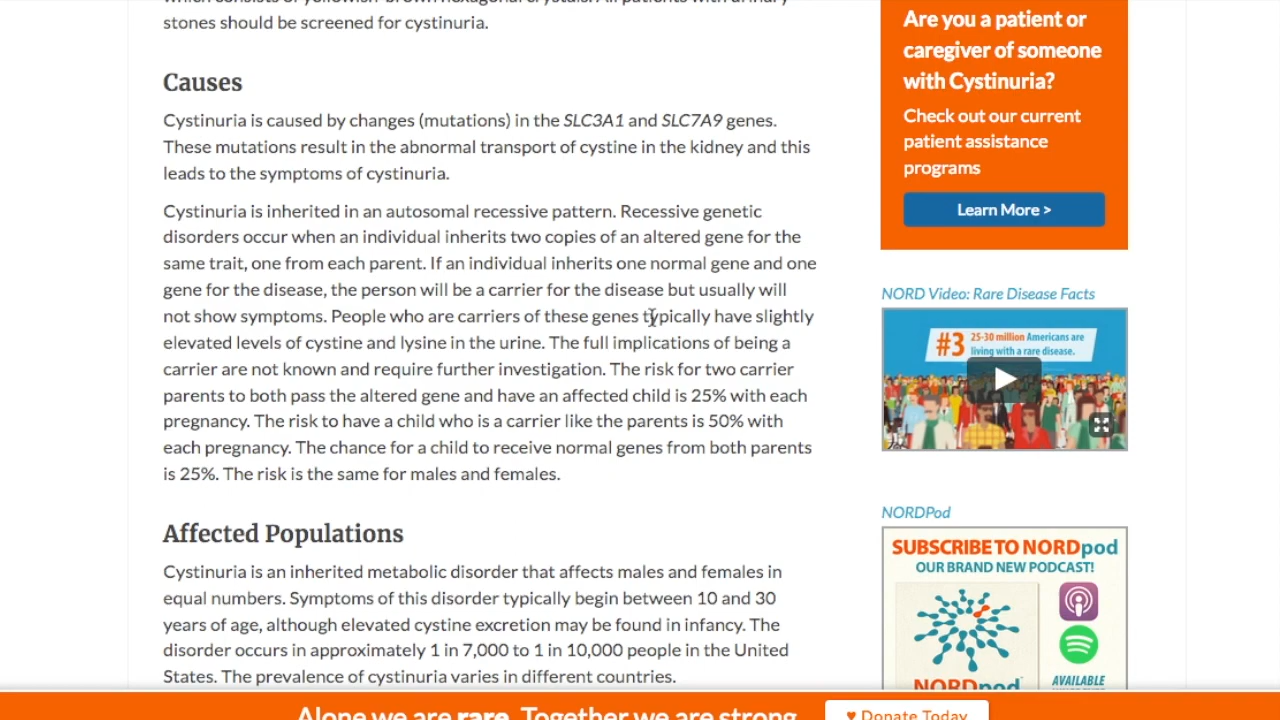 stones should be screened for cystinuria.
Causes
Cystinuria is caused by changes (mutations) in the SLC3A1 and SLC7A9 genes.
These mutations result in the abnormal transport of cystine in the kidney and this
leads to the symptoms of cystinuria.
Cystinuria is inherited in an autosomal recessive pattern. Recessive genetic
disorders occur when an individual inherits two copies of an altered gene for the
same trait, one from each parent. If an individual inherits one normal gene and one
gene for the disease, the person will be a carrier for the disease but usually will
not show symptoms. People who are carriers of these genes typically have slightly
elevated levels of cystine and lysine in the urine. The full implications of being a
carrier are not known and require further investigation. The risk for two carrier
parents to both pass the altered gene and have an affected child is 25% with each
pregnancy. The risk to have a child who is a carrier like the parents is 50% with
each pregnancy. The chance for a child to receive normal genes from both parents
is 25%. The risk is the same for males and females.
Affected Populations
Cystinuria is an inherited metabolic disorder that affects males and females in
equal numbers. Symptoms of this disorder typically begin between 10 and 30
years of age, although elevated cystine excretion may be found in infancy. The
disorder occurs in approximately 1 in 7,000 to 1 in 10,000 people in the United
States. The prevalence of cystinuria varies in different countries.
Are you a patient or
caregiver of someone
with Cystinuria?
Check out our current
patient assistance
programs
Learn More >
NORD Video: Rare Disease Facts
#3 25-30 million Americans are
living with a rare disease.
NORDPod
SUBSCRIBE TO NORDpod
OUR BRAND NEW PODCAST!
NORDpod
AVAILABLE
Alone we are rare. Together we are strong.
♥ Donate Today